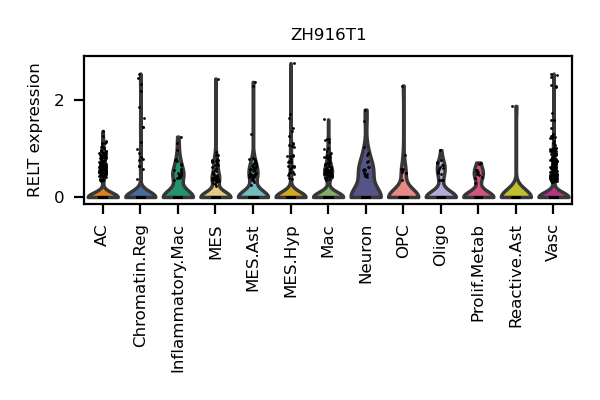 ZH916T1
RELT expression
2
0
AC
Chromatin.Reg
Inflammatory.Mac
MES
MES.Ast
MES.Hyp
Mac
Neuron
OPC
Oligo
Prolif.Metab
Reactive.Ast
Vasc